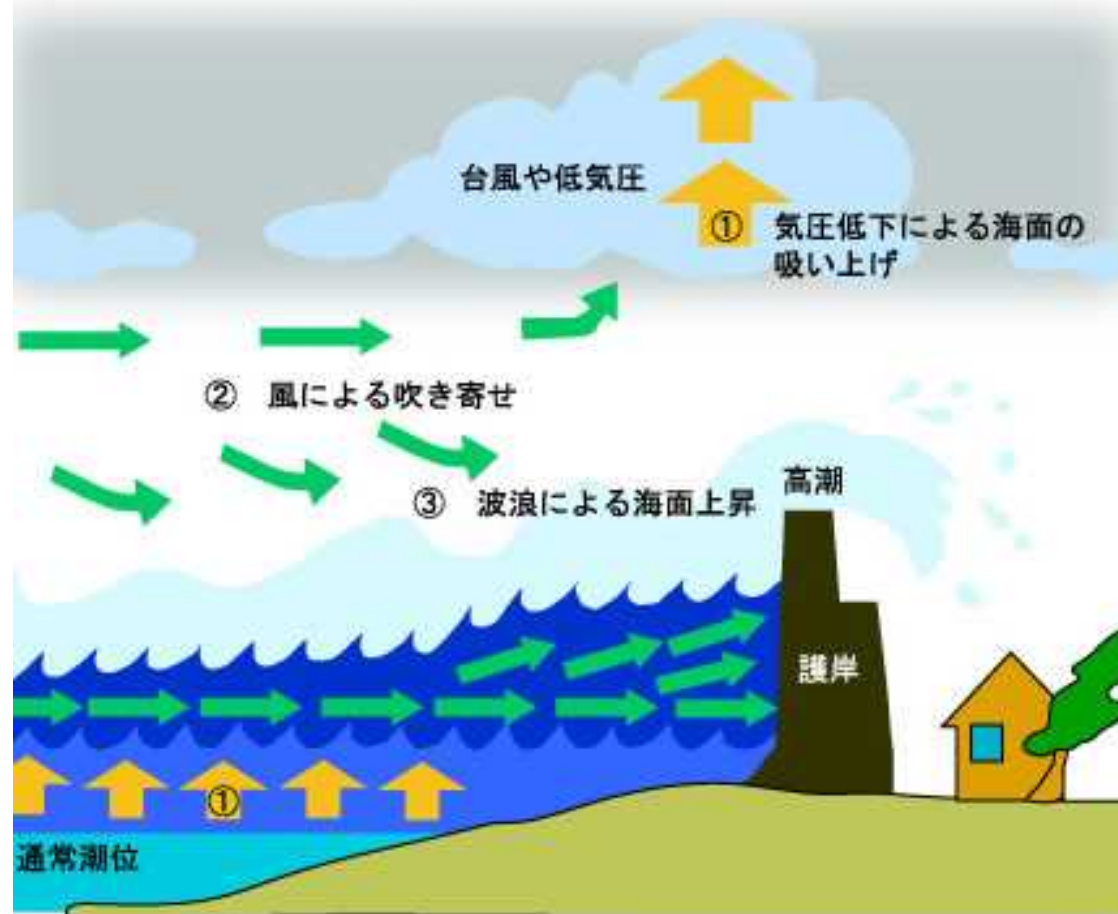 台風や低気圧
① 気圧低下による海面の
吸い上げ
② 風による吹き寄せ
③ 波浪による海面上昇
高潮
護岸
①
通常潮位